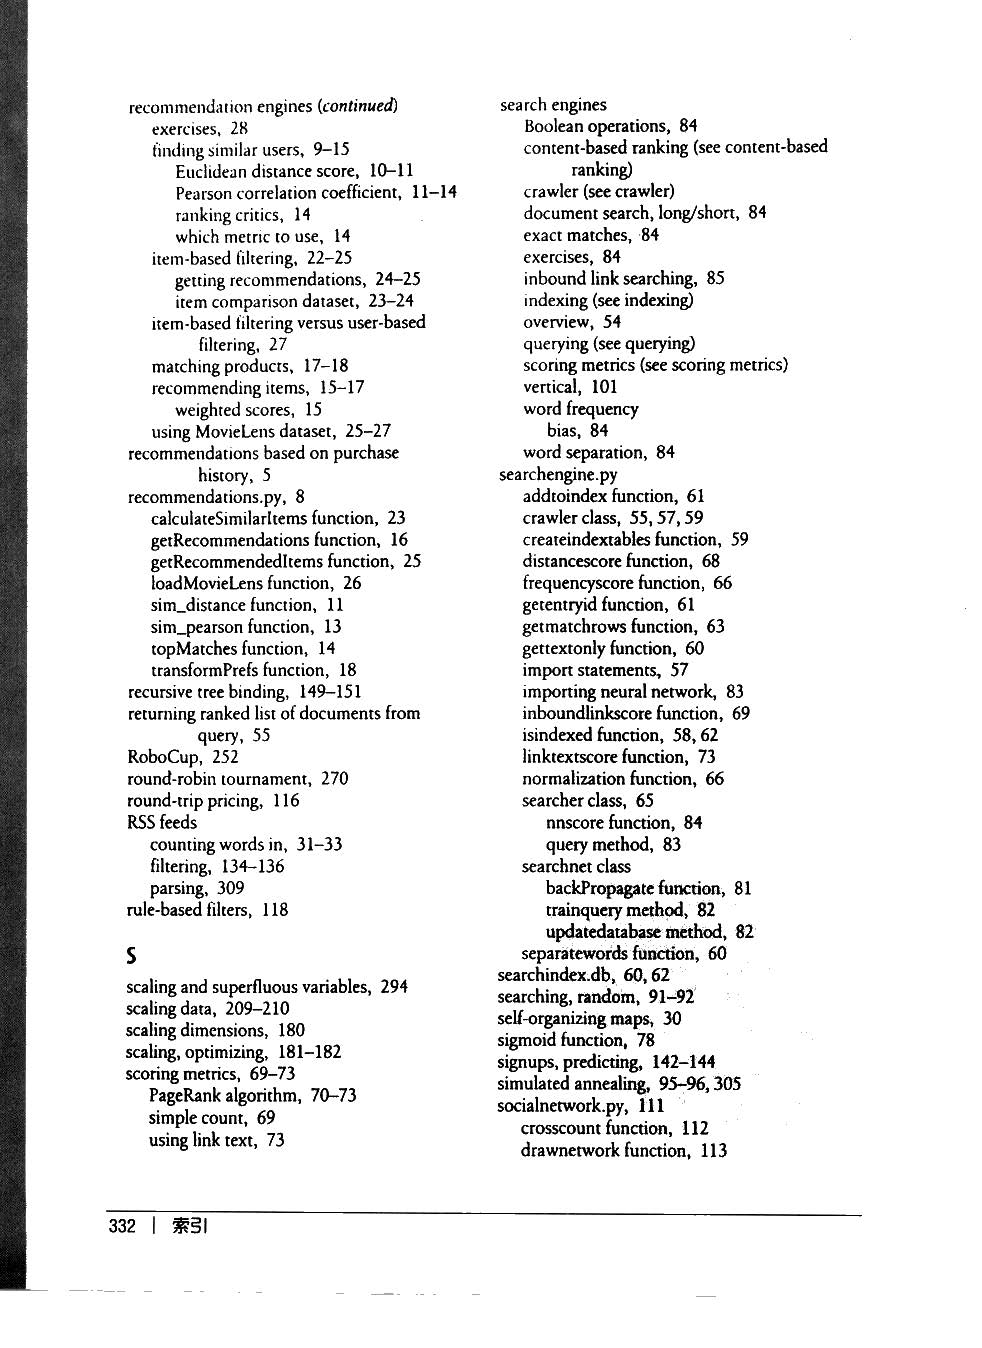 recommendation engines (continued)
exercises, 28
finding similar users, 9–15
Euclidean distance score, 10–11
Pearson correlation coefficient, 11–14
ranking critics, 14
which metric to use, 14
item-based filtering, 22–25
getting recommendations, 24–25
item comparison dataset, 23–24
item-based filtering versus user-based
filtering, 27
matching products, 17–18
recommending items, 15–17
weighted scores, 15
using MovieLens dataset, 25–27
recommendations based on purchase
history, 5
recommendations.py, 8
calculateSimilarItems function, 23
getRecommendations function, 16
getRecommendedItems function, 25
loadMovieLens function, 26
sim_distance function, 11
sim_pearson function, 13
topMatches function, 14
transformPrefs function, 18
recursive tree binding, 149–151
returning ranked list of documents from
query, 55
RoboCup, 252
round-robin tournament, 270
round-trip pricing, 116
RSS feeds
counting words in, 31–33
filtering, 134–136
parsing, 309
rule-based filters, 118
S
scaling and superfluous variables, 294
scaling data, 209–210
scaling dimensions, 180
scaling, optimizing, 181–182
scoring metrics, 69–73
PageRank algorithm, 70–73
simple count, 69
using link text, 73
search engines
Boolean operations, 84
content-based ranking (see content-based
ranking)
crawler (see crawler)
document search, long/short, 84
exact matches, 84
exercises, 84
inbound link searching, 85
indexing (see indexing)
overview, 54
querying (see querying)
scoring metrics (see scoring metrics)
vertical, 101
word frequency
bias, 84
word separation, 84
searchengine.py
addtoindex function, 61
crawler class, 55, 57, 59
createindextables function, 59
distancescore function, 68
frequencyscore function, 66
getentryid function, 61
getmatchrows function, 63
gettextonly function, 60
import statements, 57
importing neural network, 83
inboundlinkscore function, 69
isindexed function, 58, 62
linktextscore function, 73
normalization function, 66
searcher class, 65
nnscore function, 84
query method, 83
searchnet class
backPropagate function, 81
trainquery method, 82
updatedatabase method, 82
separatewords function, 60
searchindex.db, 60, 62
searching, random, 91–92
self-organizing maps, 30
sigmoid function, 78
signups, predicting, 142–144
simulated annealing, 95–96, 305
socialnetwork.py, 111
crosscount function, 112
drawnetwork function, 113
332 | 索引